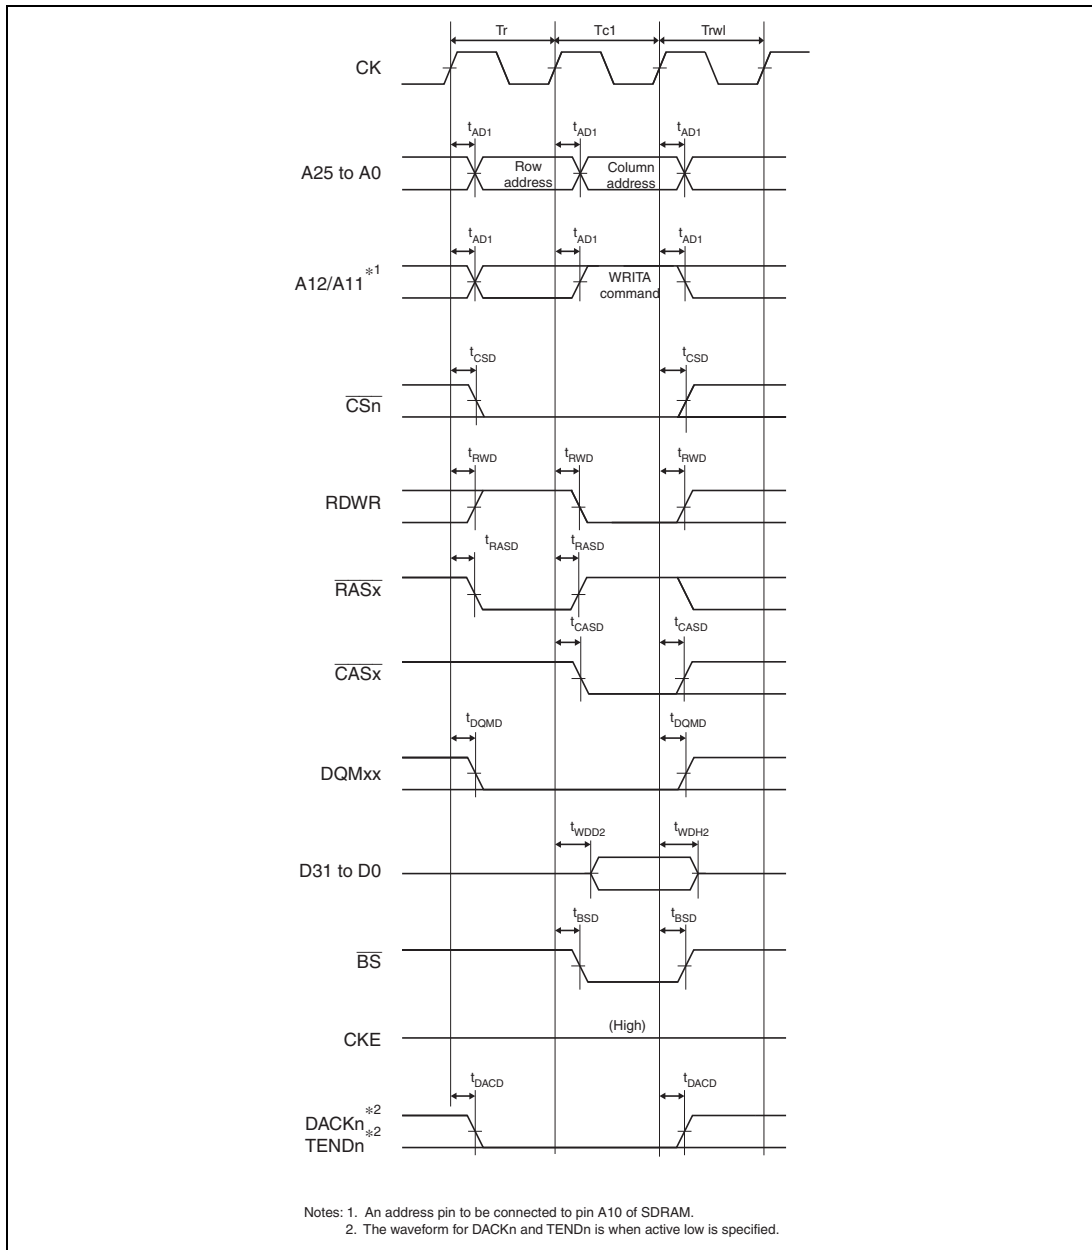 Tr Tc1 Trwl
CK
tAD1 tAD1 tAD1
A25 to A0
Row address
Column address
tAD1 tAD1 tAD1
A12/A11*1
WRITA command
tCSD tCSD
CSn
tRWD tRWD tRWD
RDWR
tRASD tRASD
RASx
tCASD tCASD
CASx
tDQMD tDQMD
DQMxx
tWDD2 tWDH2
D31 to D0
tBSD tBSD
BS
(High)
CKE
tDACD tDACD
DACKn*2
TENDn*2
Notes: 1. An address pin to be connected to pin A10 of SDRAM.
2. The waveform for DACKn and TENDn is when active low is specified.